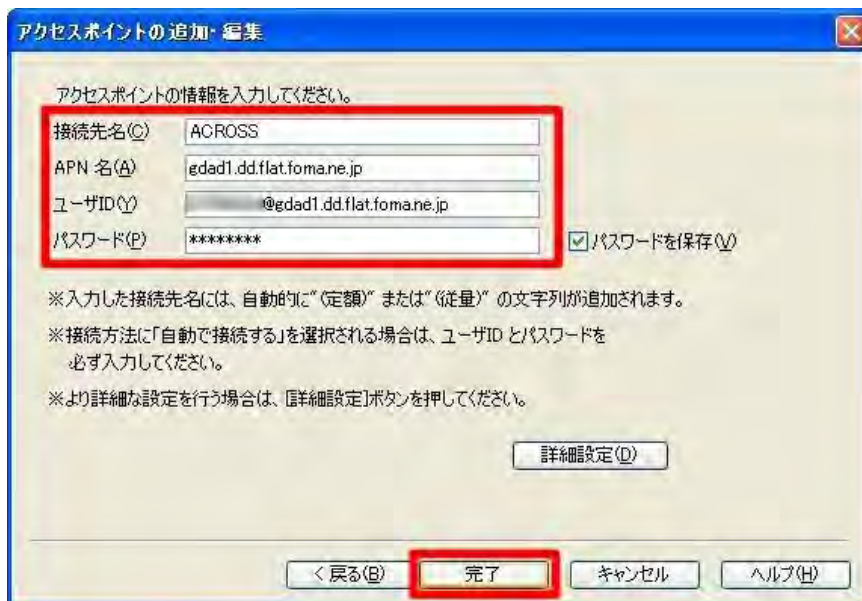 アクセスポイントの追加・編集
アクセスポイントの情報を入力してください。
接続先名(C) ACROSS
APN 名(A) gdad1.dd.flat.foma.ne.jp
ユーザID(Y) @gdad1.dd.flat.foma.ne.jp
パスワード(P) ******** パスワードを保存(V)
※入力した接続先名には、自動的に"(定額)" または"(従量)" の文字列が追加されます。
※接続方法に「自動で接続する」を選択される場合は、ユーザID とパスワードを
必ず入力してください。
※より詳細な設定を行う場合は、[詳細設定]ボタンを押してください。
詳細設定(D)
< 戻る(B) 完了 キャンセル ヘルプ(H)